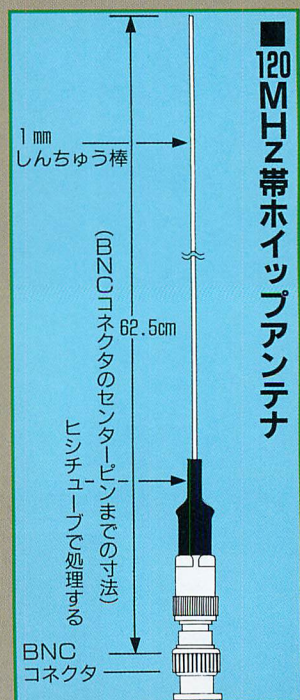 ■120MHz帯ホイップアンテナ
1mm
しんちゅう棒
62.5cm
(BNCコネクタのセンターピンまでの寸法)
ヒシチューブで処理する
BNC
コネクタ